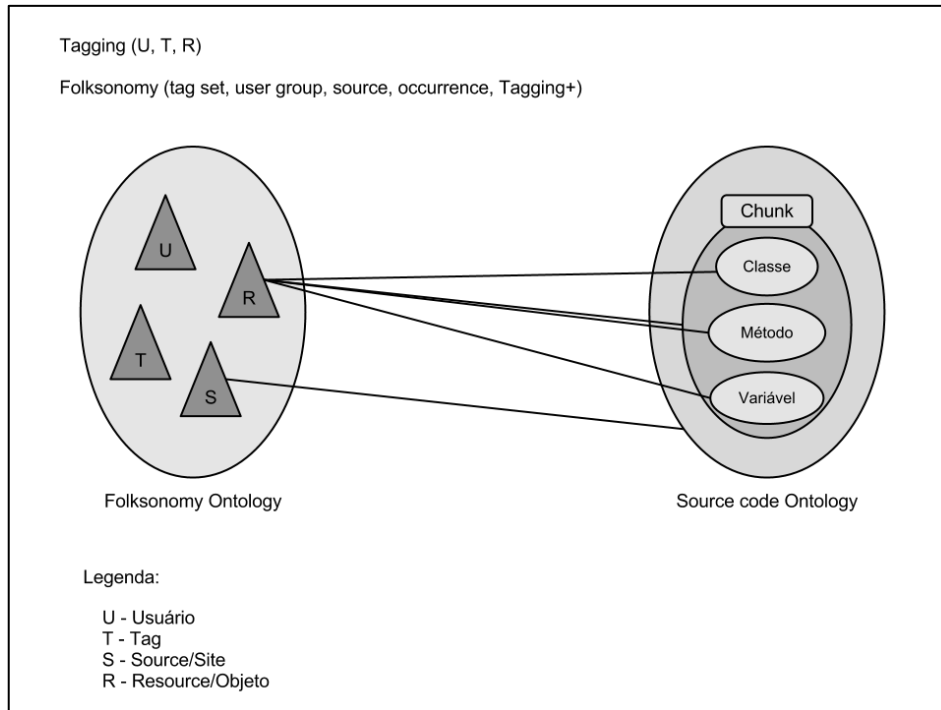 Tagging (U, T, R)
Folksonomy (tag set, user group, source, occurrence, Tagging+)
U
R
T
S
Chunk
Classe
Método
Variável
Folksonomy Ontology
Source code Ontology
Legenda:
U - Usuário
T - Tag
S - Source/Site
R - Resource/Objeto